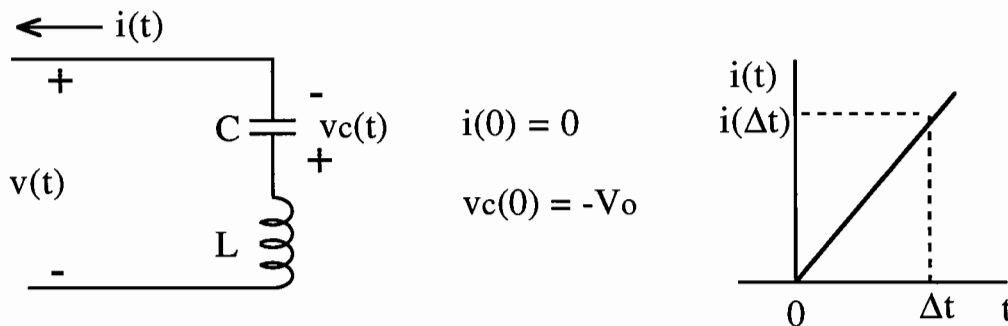 i(t)
+
-
C
vc(t)
+
v(t)
L
-
i(0) = 0
vc(0) = -Vo
i(t)
i(Δt)
0
Δt
t